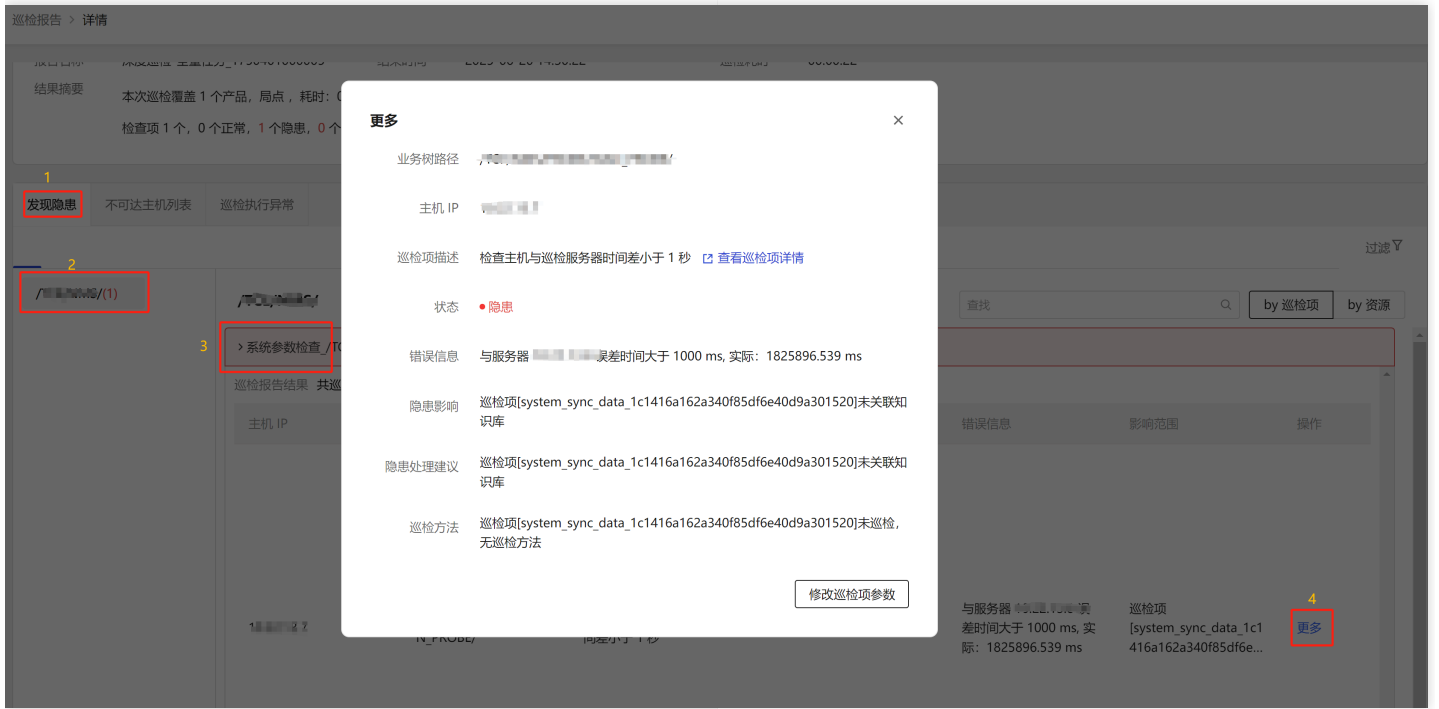 巡检报告 > 详情
结果摘要
本次巡检覆盖 1 个产品，局点 ，耗时：
检查项 1 个，0 个正常，1 个隐患，0 个
1
发现隐患 不可达主机列表 巡检执行异常
过滤
2
(1)
查找 by 巡检项 by 资源
3
系统参数检查
巡检报告结果 共巡
主机 IP 错误信息 影响范围 操作
与服务器
差时间大于 1000 ms, 实
际：1825896.539 ms
巡检项
[system_sync_data_1c1
416a162a340f85df6e...
4
更多
更多
业务树路径
主机 IP
巡检项描述 检查主机与巡检服务器时间差小于 1 秒 查看巡检项详情
状态 隐患
错误信息 与服务器 误差时间大于 1000 ms, 实际：1825896.539 ms
隐患影响 巡检项[system_sync_data_1c1416a162a340f85df6e40d9a301520]未关联知
识库
隐患处理建议 巡检项[system_sync_data_1c1416a162a340f85df6e40d9a301520]未关联知
识库
巡检方法 巡检项[system_sync_data_1c1416a162a340f85df6e40d9a301520]未巡检，
无巡检方法
修改巡检项参数